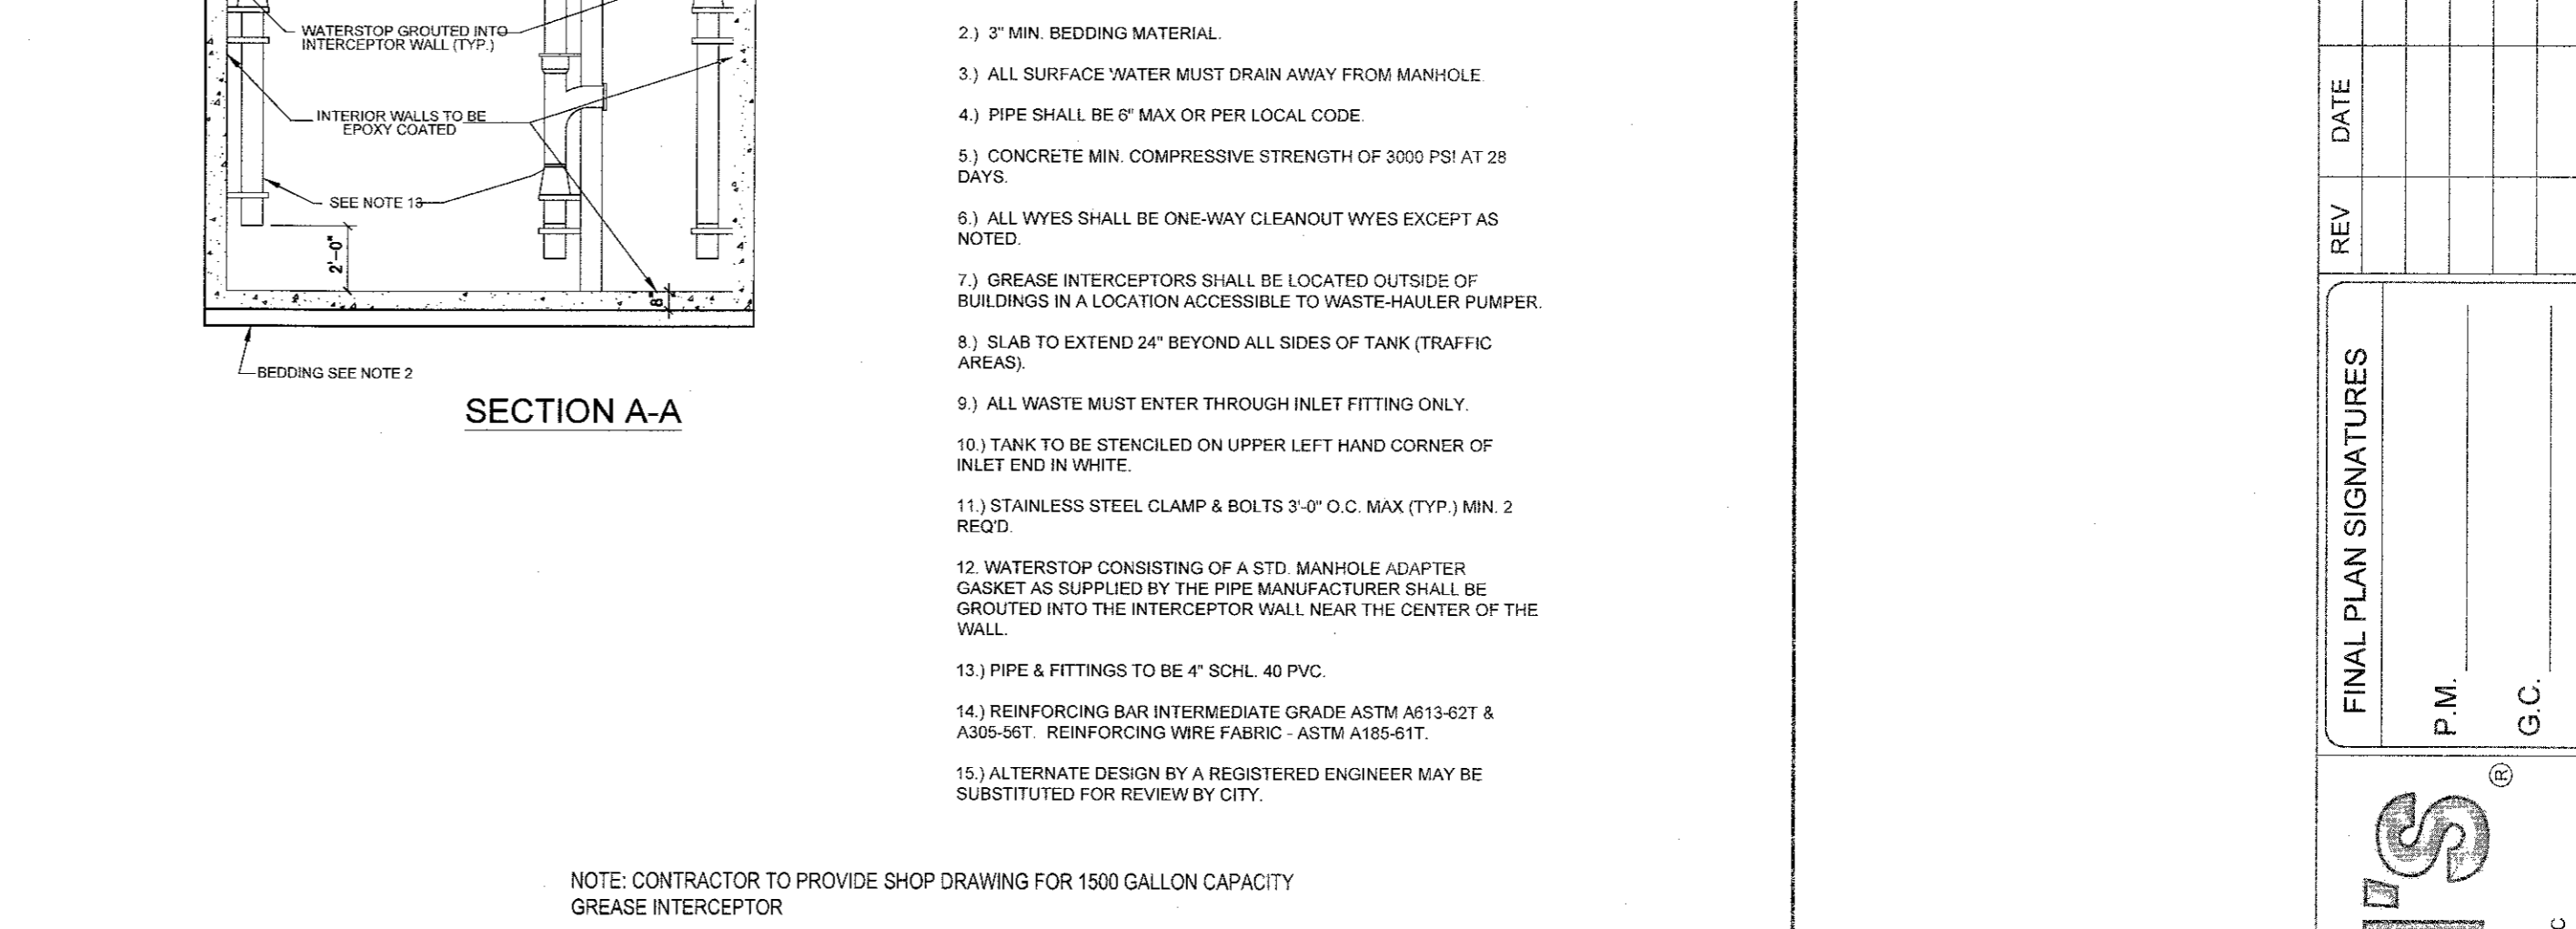 WATERSTOP GROUTED INTO
INTERCEPTOR WALL (TYP.)
INTERIOR WALLS TO BE
EPOXY COATED
SEE NOTE 13
2'-0"
8"
BEDDING SEE NOTE 2
SECTION A-A
2.) 3" MIN. BEDDING MATERIAL.
3.) ALL SURFACE WATER MUST DRAIN AWAY FROM MANHOLE.
4.) PIPE SHALL BE 6" MAX OR PER LOCAL CODE.
5.) CONCRETE MIN. COMPRESSIVE STRENGTH OF 3000 PSI AT 28
DAYS.
6.) ALL WYES SHALL BE ONE-WAY CLEANOUT WYES EXCEPT AS
NOTED.
7.) GREASE INTERCEPTORS SHALL BE LOCATED OUTSIDE OF
BUILDINGS IN A LOCATION ACCESSIBLE TO WASTE-HAULER PUMPER.
8.) SLAB TO EXTEND 24" BEYOND ALL SIDES OF TANK (TRAFFIC
AREAS).
9.) ALL WASTE MUST ENTER THROUGH INLET FITTING ONLY.
10.) TANK TO BE STENCILED ON UPPER LEFT HAND CORNER OF
INLET END IN WHITE.
11.) STAINLESS STEEL CLAMP & BOLTS 3'-0" O.C. MAX (TYP.) MIN. 2
REQ'D.
12. WATERSTOP CONSISTING OF A STD. MANHOLE ADAPTER
GASKET AS SUPPLIED BY THE PIPE MANUFACTURER SHALL BE
GROUTED INTO THE INTERCEPTOR WALL NEAR THE CENTER OF THE
WALL.
13.) PIPE & FITTINGS TO BE 4" SCHL. 40 PVC.
14.) REINFORCING BAR INTERMEDIATE GRADE ASTM A613-62T &
A305-56T. REINFORCING WIRE FABRIC - ASTM A185-61T.
15.) ALTERNATE DESIGN BY A REGISTERED ENGINEER MAY BE
SUBSTITUTED FOR REVIEW BY CITY.
NOTE: CONTRACTOR TO PROVIDE SHOP DRAWING FOR 1500 GALLON CAPACITY
GREASE INTERCEPTOR
REV DATE
FINAL PLAN SIGNATURES
P.M.
G.C.
'S®